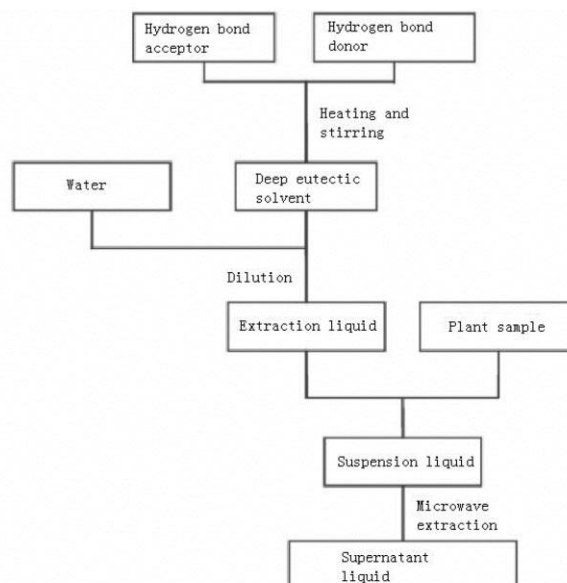 Hydrogen bond
acceptor
Hydrogen bond
donor
Heating and
stirring
Water
Deep eutectic
solvent
Dilution
Extraction liquid
Plant sample
Suspension liquid
Microwave
extraction
Supernatant
liquid